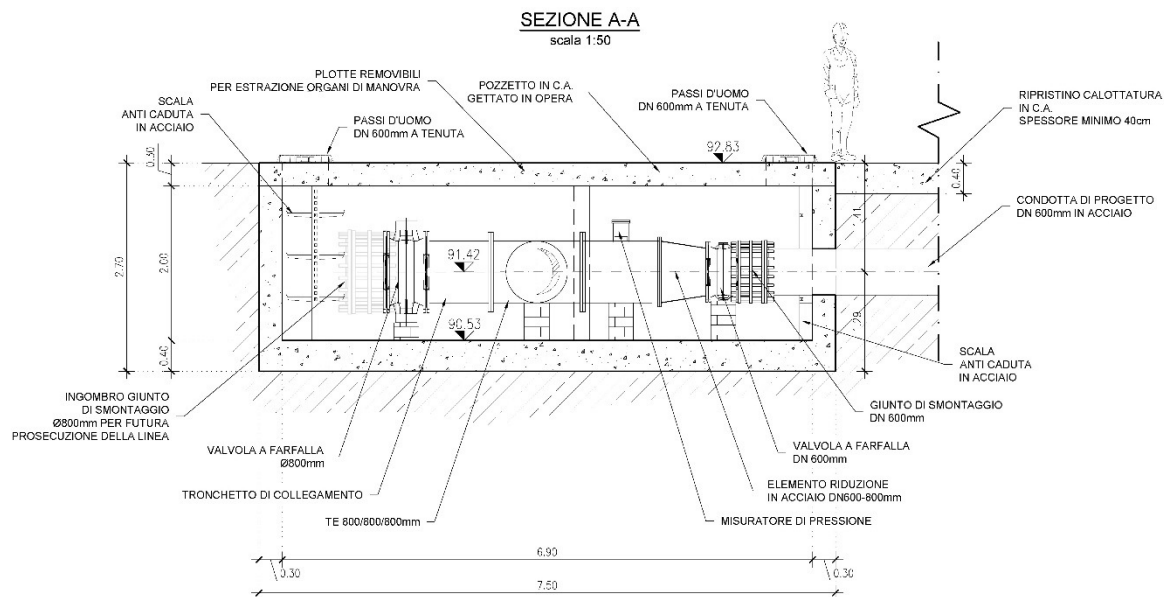 SEZIONE A-A
scala 1:50
PLOTTE REMOVIBILI
PER ESTRAZIONE ORGANI DI MANOVRA
POZZETTO IN C.A.
GETTATO IN OPERA
PASSI D'UOMO
DN 600mm A TENUTA
SCALA
ANTI CADUTA
IN ACCIAIO
PASSI D'UOMO
DN 600mm A TENUTA
RIPRISTINO CALOTTATURA
IN C.A.
SPESSORE MINIMO 40cm
92.83
0.30
0.40
CONDOTTA DI PROGETTO
DN 600mm IN ACCIAIO
2.70
2.00
91.42
90.53
0.40
SCALA
ANTI CADUTA
IN ACCIAIO
INGOMBRO GIUNTO
DI SMONTAGGIO
Ø800mm PER FUTURA
PROSECUZIONE DELLA LINEA
GIUNTO DI SMONTAGGIO
DN 600mm
VALVOLA A FARFALLA
Ø800mm
VALVOLA A FARFALLA
DN 600mm
TRONCHETTO DI COLLEGAMENTO
ELEMENTO RIDUZIONE
IN ACCIAIO DN600-800mm
TE 800/800/800mm
MISURATORE DI PRESSIONE
6.90
0.30
0.30
7.50